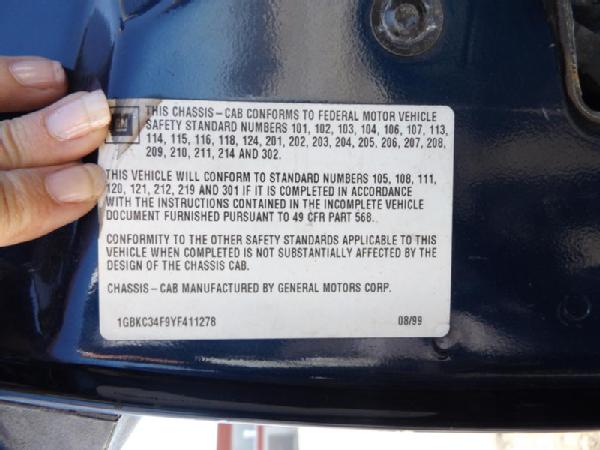 GM
THIS CHASSIS-CAB CONFORMS TO FEDERAL MOTOR VEHICLE
SAFETY STANDARD NUMBERS 101, 102, 103, 104, 106, 107, 113,
114, 115, 116, 118, 124, 201, 202, 203, 204, 205, 206, 207, 208,
209, 210, 211, 214 AND 302.
THIS VEHICLE WILL CONFORM TO STANDARD NUMBERS 105, 108, 111,
120, 121, 212, 219 AND 301 IF IT IS COMPLETED IN ACCORDANCE
WITH THE INSTRUCTIONS CONTAINED IN THE INCOMPLETE VEHICLE
DOCUMENT FURNISHED PURSUANT TO 49 CFR PART 568.
CONFORMITY TO THE OTHER SAFETY STANDARDS APPLICABLE TO THIS
VEHICLE WHEN COMPLETED IS NOT SUBSTANTIALLY AFFECTED BY THE
DESIGN OF THE CHASSIS CAB.
CHASSIS-CAB MANUFACTURED BY GENERAL MOTORS CORP.
1GBKC34F9YF411278 08/99